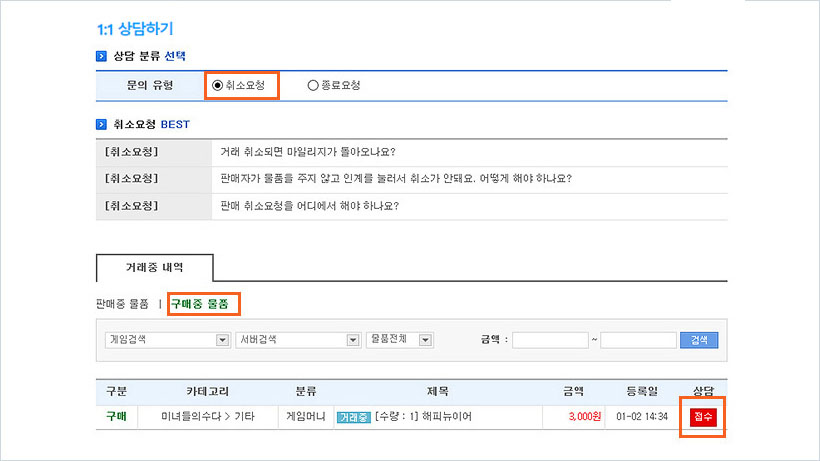 1:1 상담하기
상담 분류 선택
문의 유형 취소요청 종료요청
취소요청 BEST
[취소요청] 거래 취소되면 마일리지가 돌아오나요?
[취소요청] 판매자가 물품을 주지 않고 인계를 눌러서 취소가 안돼요. 어떻게 해야 하나요?
[취소요청] 판매 취소요청을 어디에서 해야 하나요?
거래중 내역
판매중 물품 | 구매중 물품
게임검색 서버검색 물품전체 금액 : ~ 검색
구분 카테고리 분류 제목 금액 등록일 상담
구매 미녀들의수다 > 기타 게임머니 거래중 [수량 : 1] 해피뉴이어 3,000원 01-02 14:34 접수